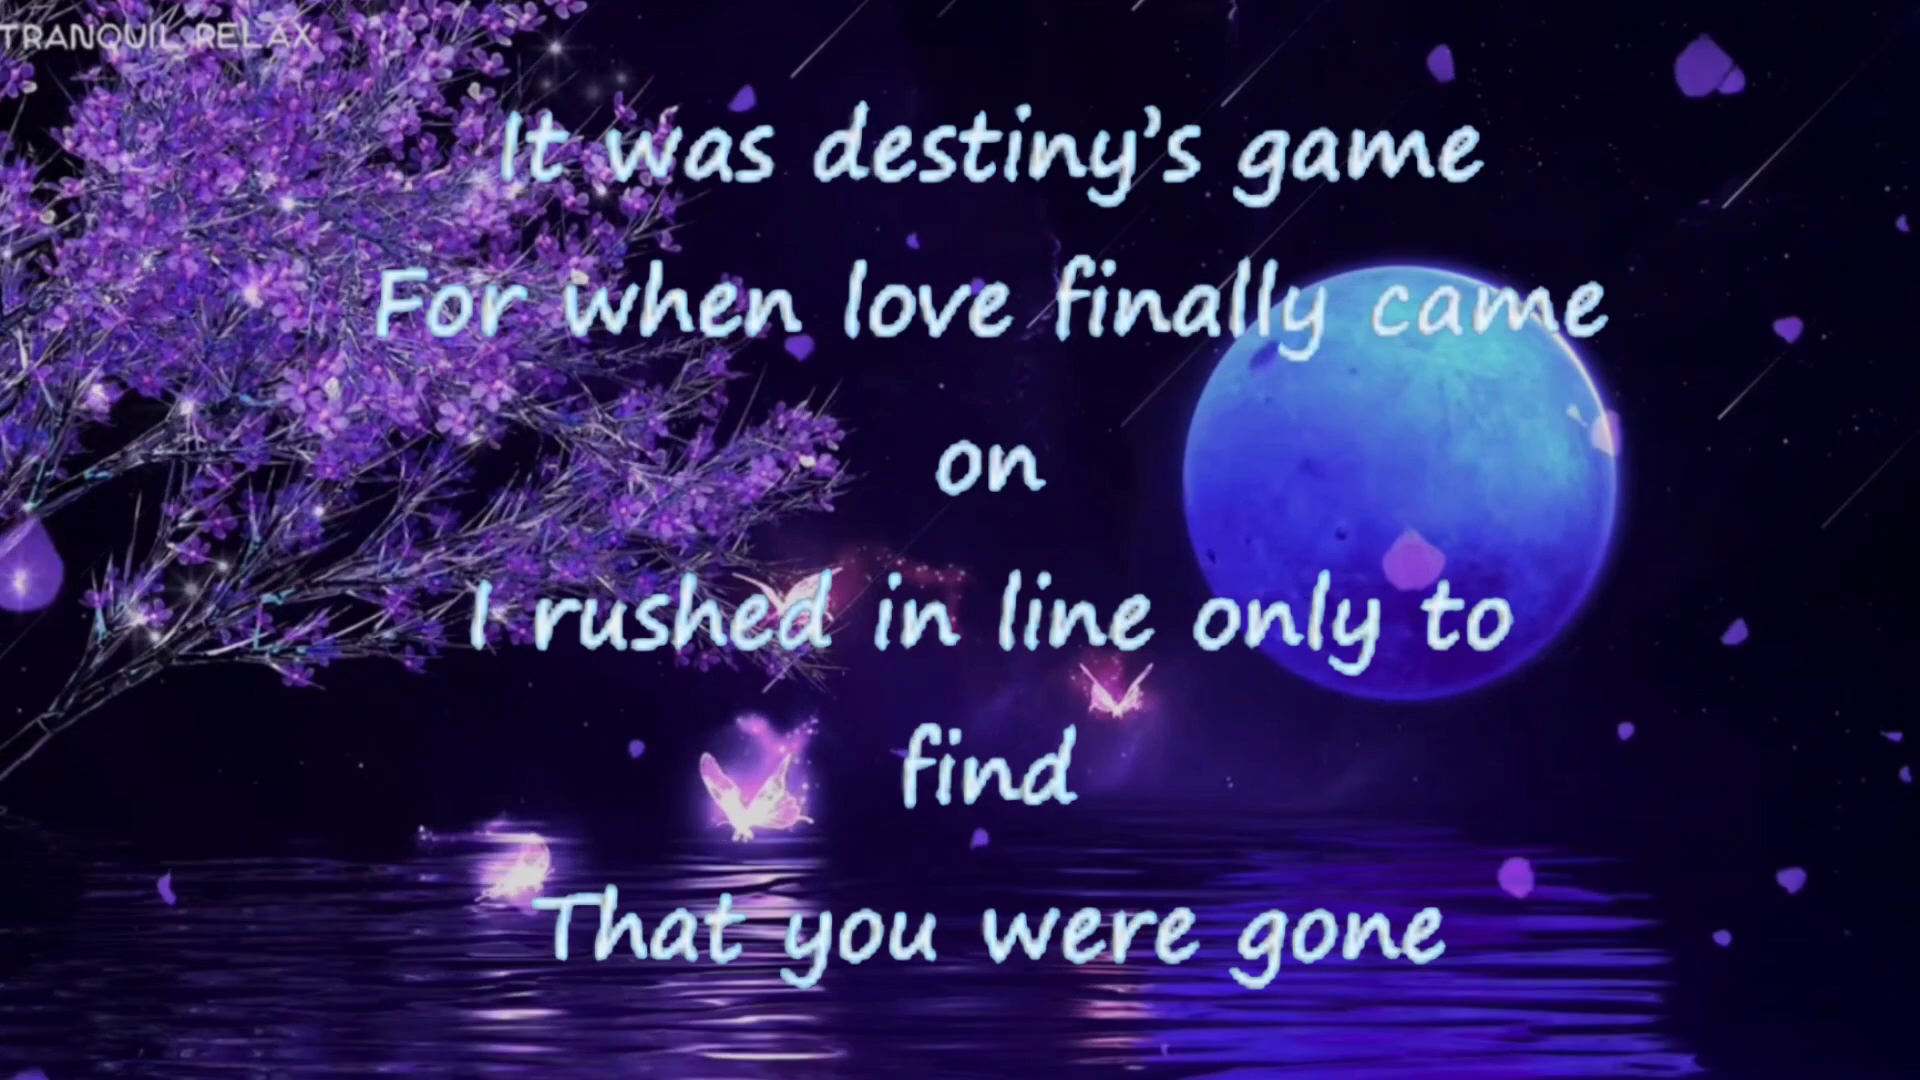 TRANQUIL RELAX
It was destiny’s game
For when love finally came
on
I rushed in line only to
find
That you were gone